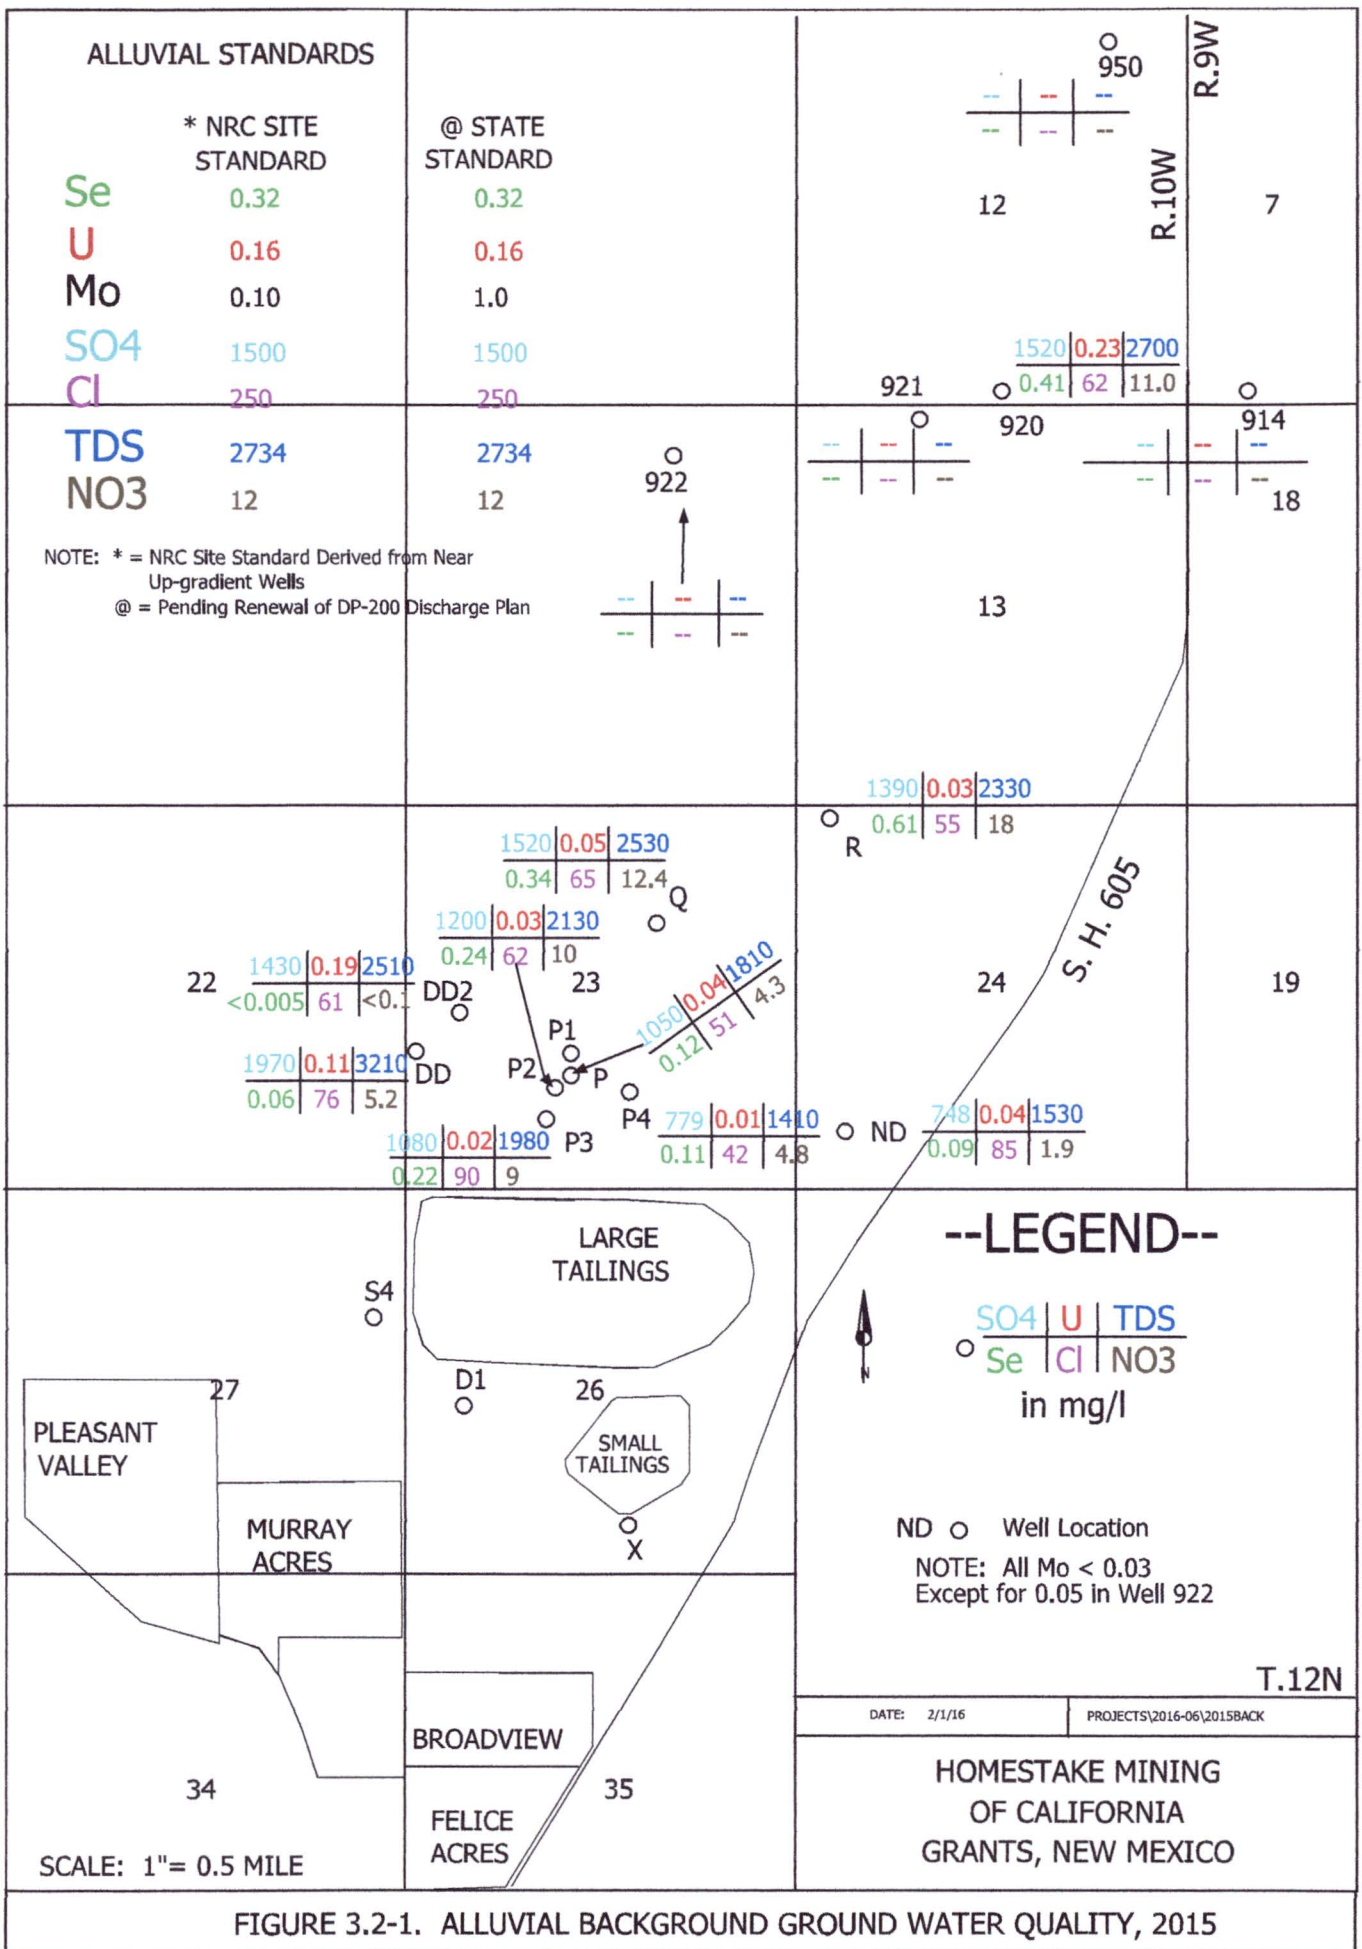 ALLUVIAL STANDARDS
* NRC SITE STANDARD
@ STATE STANDARD
Se 0.32 0.32
U 0.16 0.16
Mo 0.10 1.0
SO4 1500 1500
Cl 250 250
TDS 2734 2734
NO3 12 12
NOTE: * = NRC Site Standard Derived from Near
Up-gradient Wells
@ = Pending Renewal of DP-200 Discharge Plan
950
-- -- --
-- -- --
R.9W
R.10W
12
7
1520 0.23 2700
0.41 62 11.0
921
920
914
-- -- --
-- -- --
-- -- --
-- -- --
18
922
-- -- --
-- -- --
13
1390 0.03 2330
0.61 55 18
R
1520 0.05 2530
0.34 65 12.4
Q
1200 0.03 2130
0.24 62 10
S. H. 605
22
1430 0.19 2510
<0.005 61 <0.1
DD2
23
1050 0.04 1810
0.12 51 4.3
24
19
1970 0.11 3210
0.06 76 5.2
DD
P1
P2
P
P3
P4
1080 0.02 1980
0.22 90 9
779 0.01 1410
0.11 42 4.8
ND
748 0.04 1530
0.09 85 1.9
LARGE
TAILINGS
S4
D1
26
27
SMALL
TAILINGS
X
PLEASANT
VALLEY
MURRAY
ACRES
BROADVIEW
FELICE
ACRES
34
35
SCALE: 1"= 0.5 MILE
--LEGEND--
N
SO4 U TDS
Se Cl NO3
in mg/l
ND Well Location
NOTE: All Mo < 0.03
Except for 0.05 in Well 922
T.12N
DATE: 2/1/16
PROJECTS\2016-06\2015BACK
HOMESTAKE MINING
OF CALIFORNIA
GRANTS, NEW MEXICO
FIGURE 3.2-1. ALLUVIAL BACKGROUND GROUND WATER QUALITY, 2015